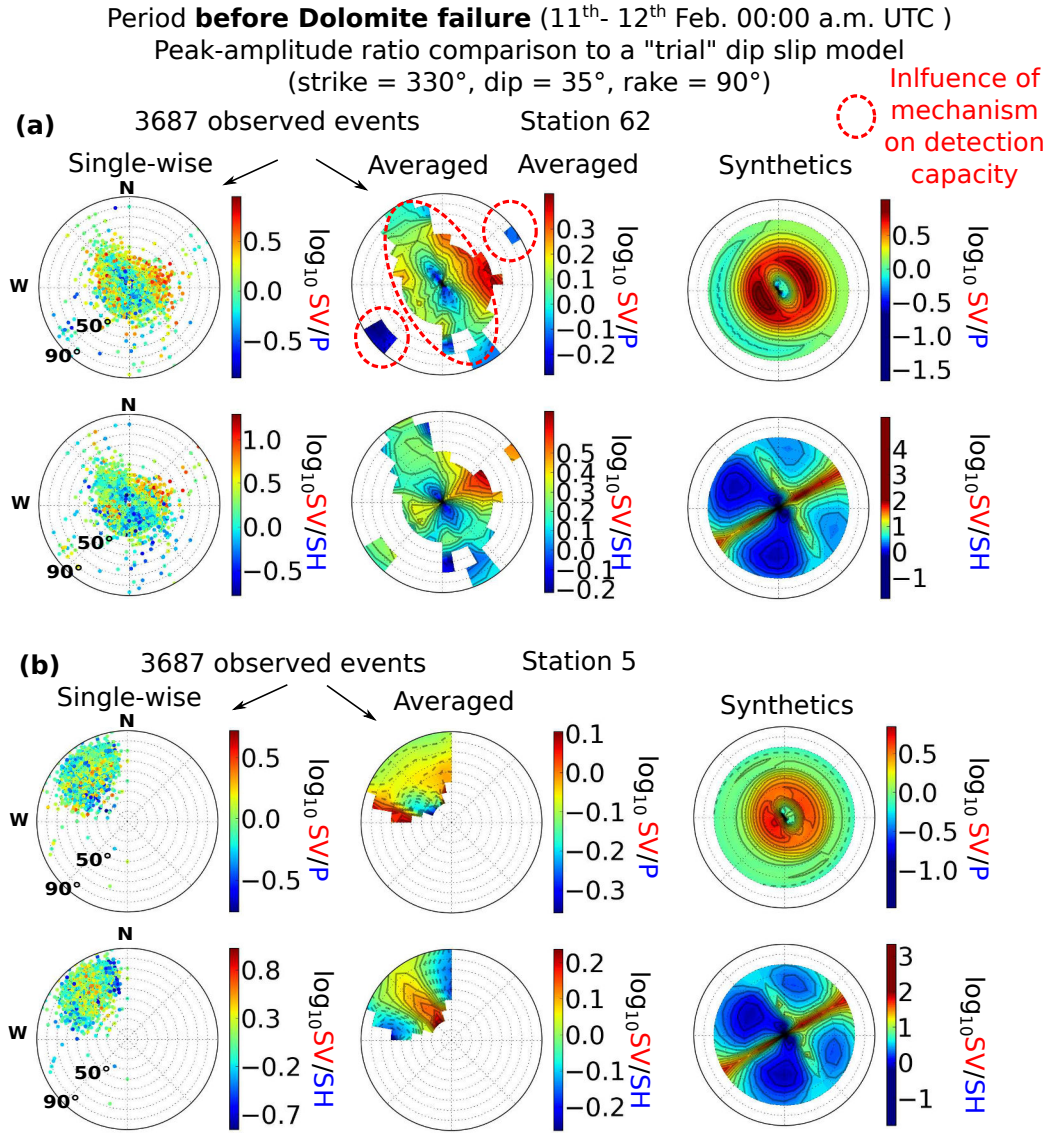 Period before Dolomite failure (11th- 12th Feb. 00:00 a.m. UTC )
Peak-amplitude ratio comparison to a "trial" dip slip model
(strike = 330°, dip = 35°, rake = 90°)
Inlfuence of
mechanism
on detection
capacity
(a)
3687 observed events
Station 62
Single-wise
Averaged
Averaged
Synthetics
N
W
50°
90°
0.5
0.0
−0.5
log10 SV/P
0.3
0.2
0.1
0.0
−0.1
−0.2
log10 SV/P
0.5
0.0
−0.5
−1.0
−1.5
log10 SV/P
N
W
50°
90°
1.0
0.5
0.0
−0.5
log10SV/SH
0.5
0.4
0.3
0.2
0.1
0.0
−0.1
−0.2
log10SV/SH
4
3
2
1
0
−1
log10SV/SH
(b)
3687 observed events
Station 5
Single-wise
Averaged
Synthetics
N
W
50°
90°
0.5
0.0
−0.5
log10 SV/P
0.1
0.0
−0.1
−0.2
−0.3
log10 SV/P
0.5
0.0
−0.5
−1.0
log10 SV/P
N
W
50°
90°
0.8
0.3
−0.2
−0.7
log10SV/SH
0.2
0.1
0.0
−0.1
−0.2
log10SV/SH
3
2
1
0
−1
log10SV/SH